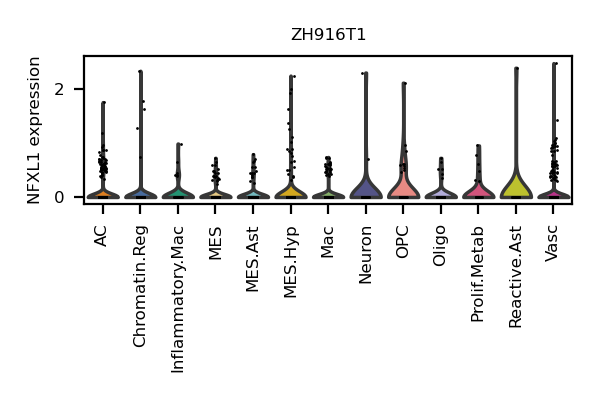 ZH916T1
NFXL1 expression
2
0
AC
Chromatin.Reg
Inflammatory.Mac
MES
MES.Ast
MES.Hyp
Mac
Neuron
OPC
Oligo
Prolif.Metab
Reactive.Ast
Vasc